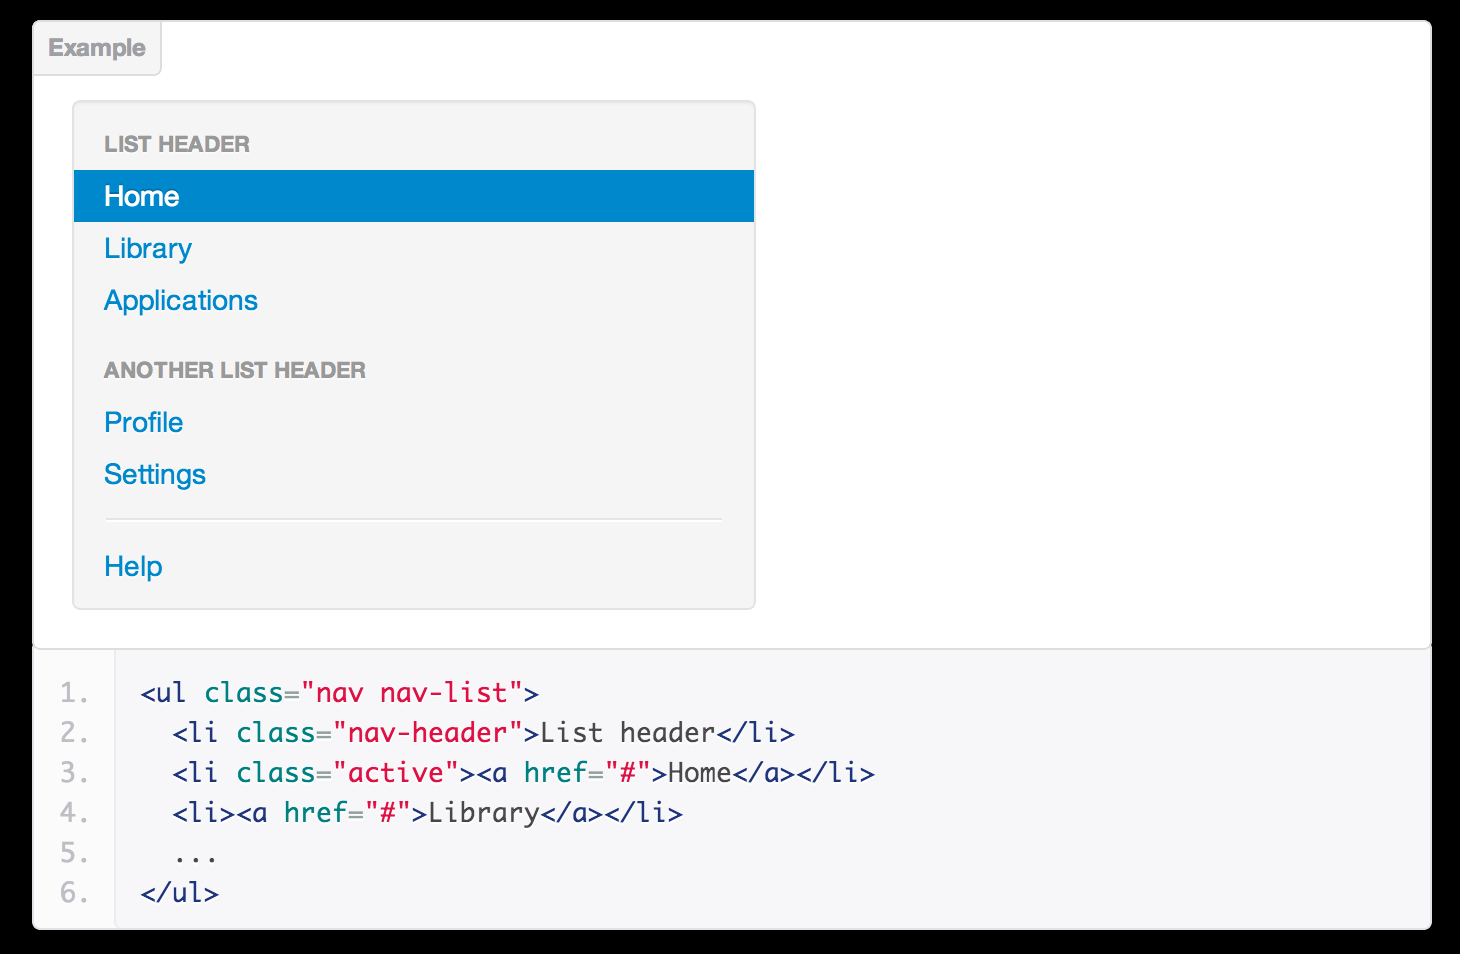 Example
LIST HEADER
Home
Library
Applications
ANOTHER LIST HEADER
Profile
Settings
Help
1. <ul class="nav nav-list">
2.   <li class="nav-header">List header</li>
3.   <li class="active"><a href="#">Home</a></li>
4.   <li><a href="#">Library</a></li>
5.   ...
6. </ul>